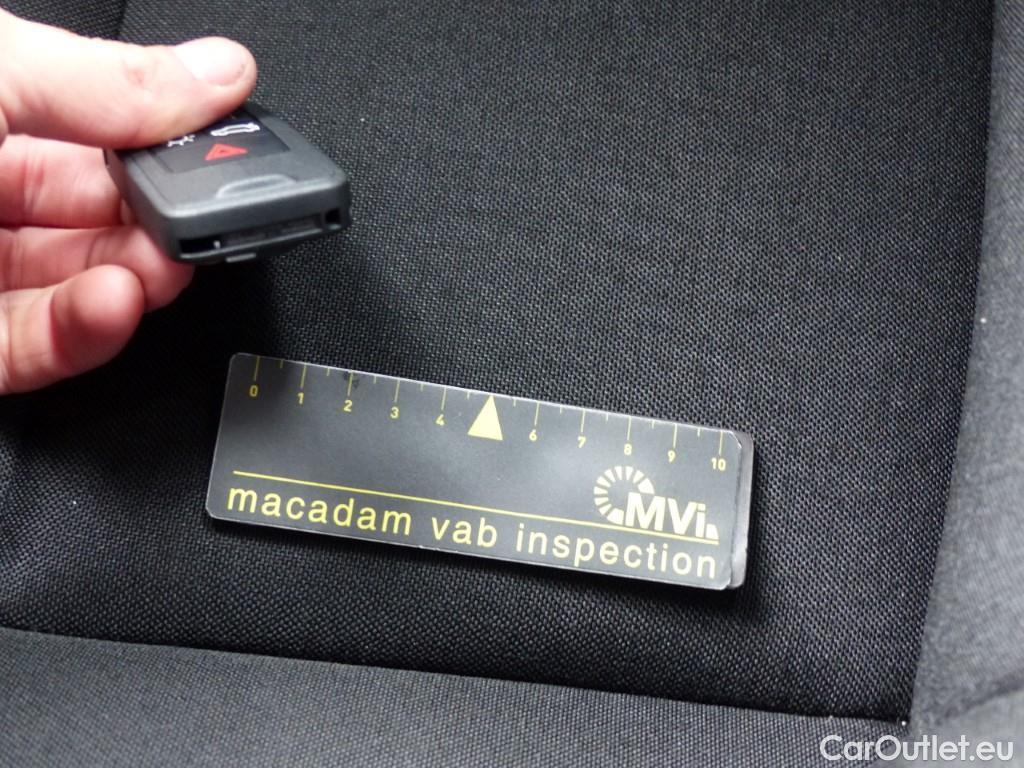 0 1 2 3 4 6 7 8 9 10
MVi
macadam vab inspection
CarOutlet.eu